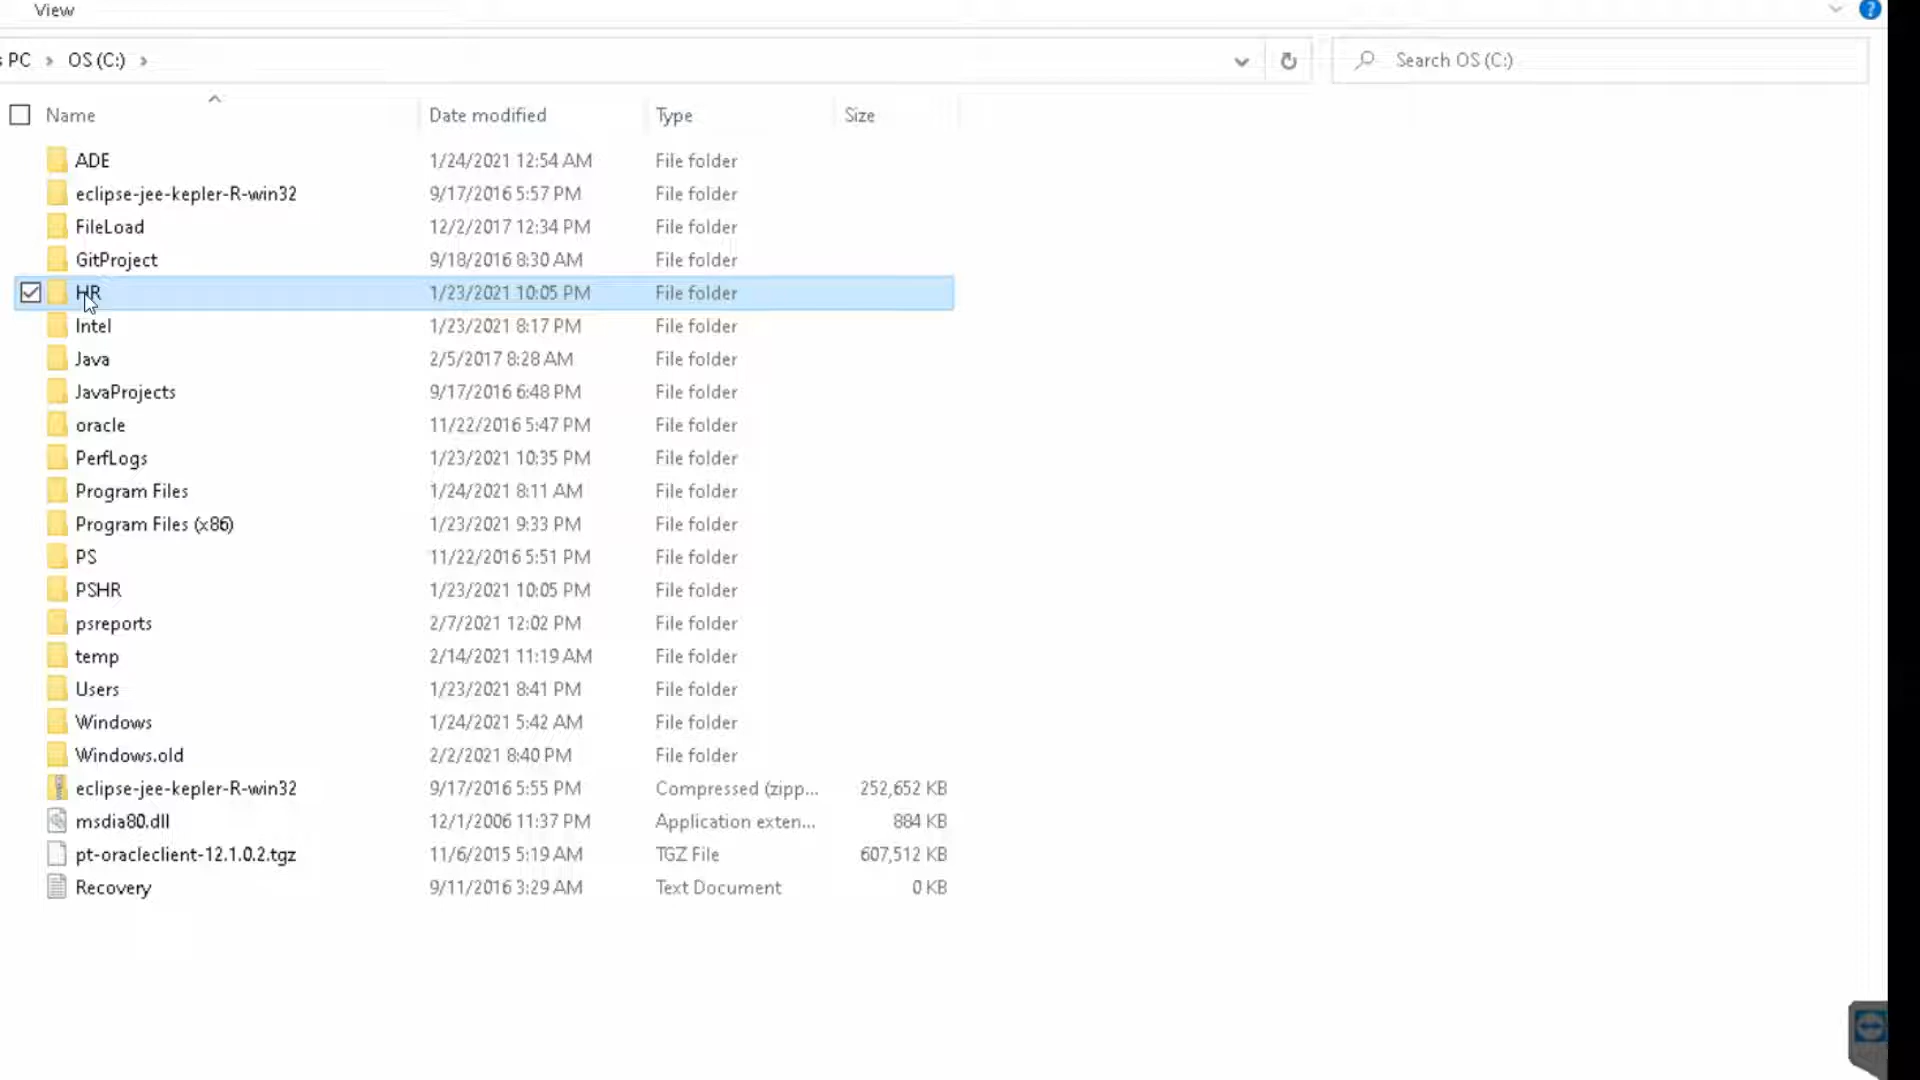 View
PC > OS (C:) >
Search OS (C:)
Name Date modified Type Size
ADE 1/24/2021 12:54 AM File folder
eclipse-jee-kepler-R-win32 9/17/2016 5:57 PM File folder
FileLoad 12/2/2017 12:34 PM File folder
GitProject 9/18/2016 8:30 AM File folder
HR 1/23/2021 10:05 PM File folder
Intel 1/23/2021 8:17 PM File folder
Java 2/5/2017 8:28 AM File folder
JavaProjects 9/17/2016 6:48 PM File folder
oracle 11/22/2016 5:47 PM File folder
PerfLogs 1/23/2021 10:35 PM File folder
Program Files 1/24/2021 8:11 AM File folder
Program Files (x86) 1/23/2021 9:33 PM File folder
PS 11/22/2016 5:51 PM File folder
PSHR 1/23/2021 10:05 PM File folder
psreports 2/7/2021 12:02 PM File folder
temp 2/14/2021 11:19 AM File folder
Users 1/23/2021 8:41 PM File folder
Windows 1/24/2021 5:42 AM File folder
Windows.old 2/2/2021 8:40 PM File folder
eclipse-jee-kepler-R-win32 9/17/2016 5:55 PM Compressed (zipp... 252,652 KB
msdia80.dll 12/1/2006 11:37 PM Application exten... 884 KB
pt-oracleclient-12.1.0.2.tgz 11/6/2015 5:19 AM TGZ File 607,512 KB
Recovery 9/11/2016 3:29 AM Text Document 0 KB